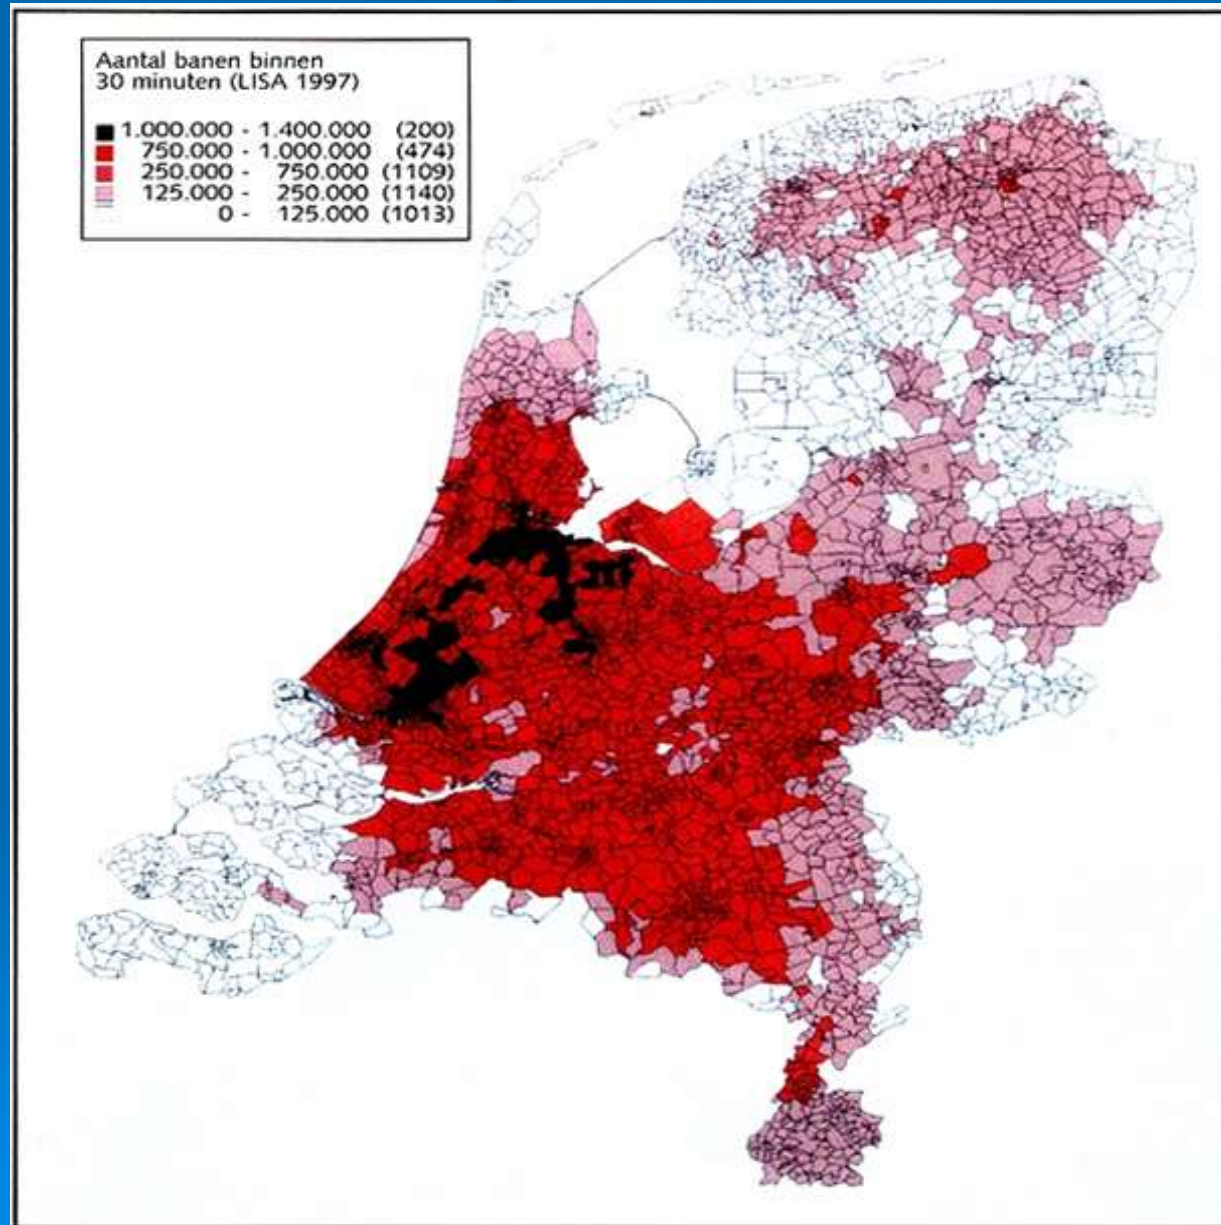 Aantal banen binnen
30 minuten (LISA 1997)
1.000.000 - 1.400.000 (200)
750.000 - 1.000.000 (474)
250.000 - 750.000 (1109)
125.000 - 250.000 (1140)
0 - 125.000 (1013)